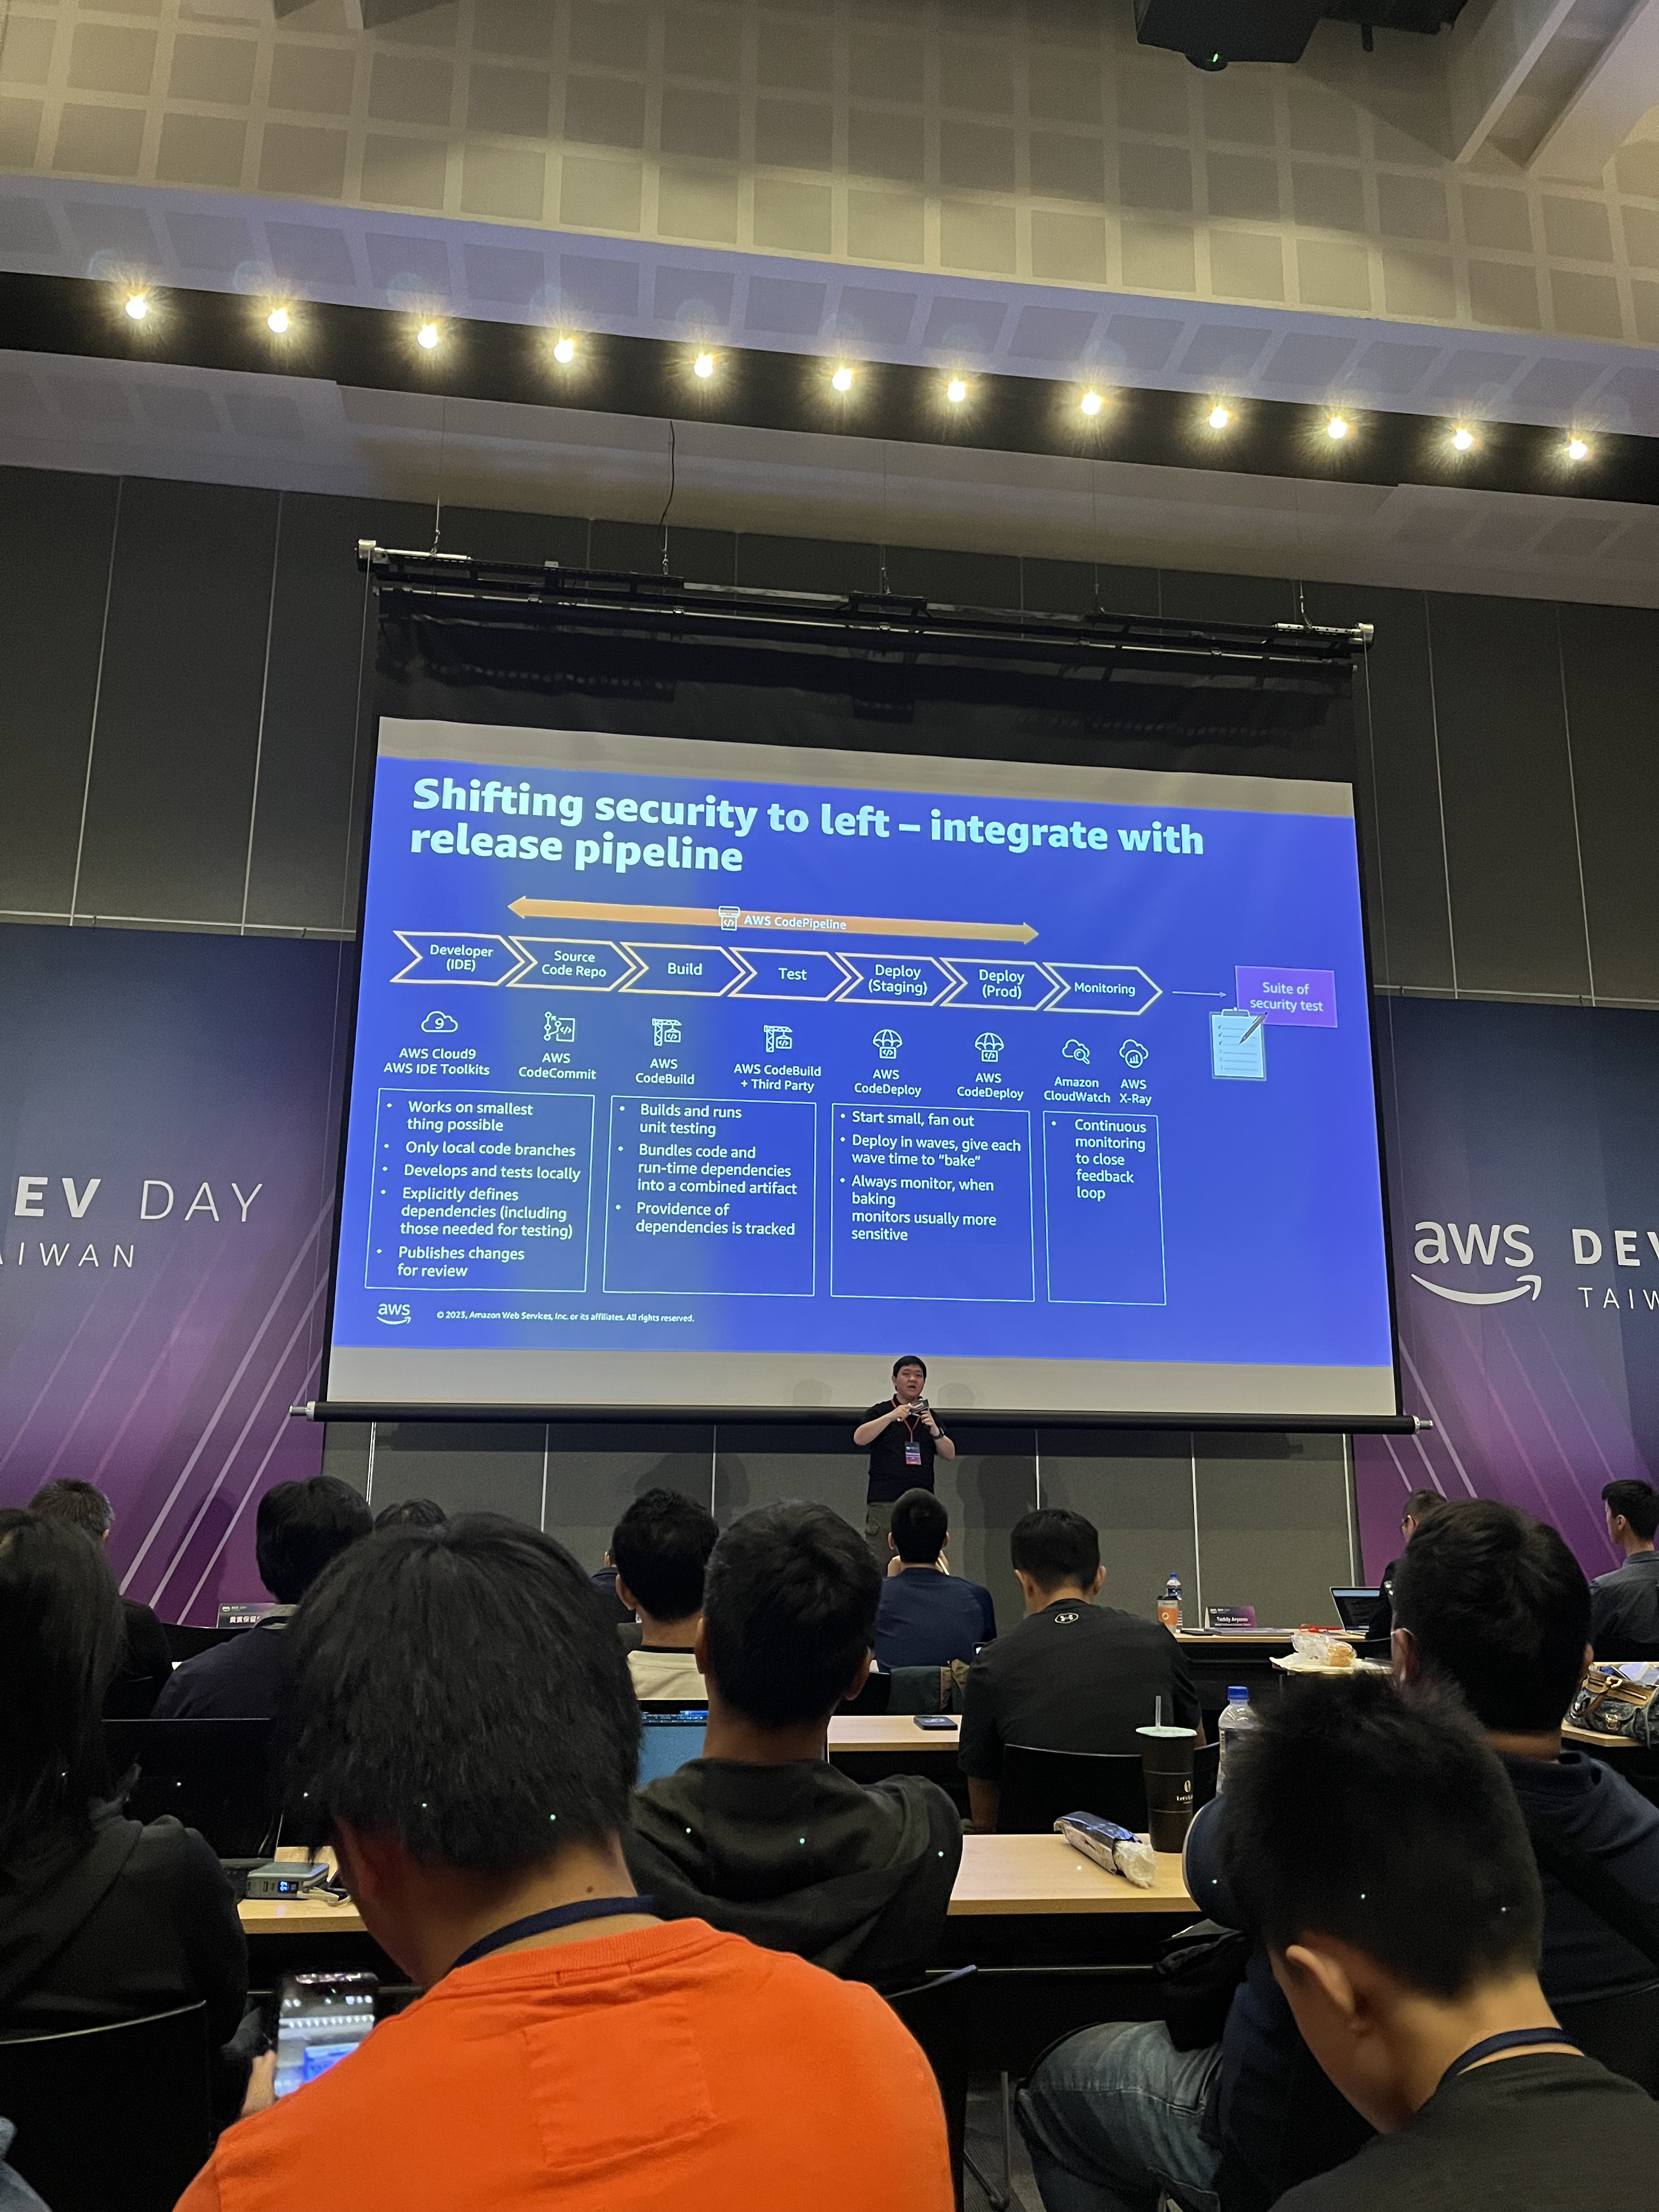 Shifting security to left – integrate with
release pipeline
AWS CodePipeline
Developer
(IDE)
Source
Code Repo
Build
Test
Deploy
(Staging)
Deploy
(Prod)
Monitoring
Suite of
security test
AWS Cloud9
AWS IDE Toolkits
AWS
CodeCommit
AWS
CodeBuild
AWS CodeBuild
+ Third Party
AWS
CodeDeploy
AWS
CodeDeploy
Amazon
CloudWatch
AWS
X-Ray
• Works on smallest
thing possible
• Only local code branches
• Develops and tests locally
• Explicitly defines
dependencies (including
those needed for testing)
• Publishes changes
for review
• Builds and runs
unit testing
• Bundles code and
run-time dependencies
into a combined artifact
• Providence of
dependencies is tracked
• Start small, fan out
• Deploy in waves, give each
wave time to “bake”
• Always monitor, when
baking
monitors usually more
sensitive
• Continuous
monitoring
to close
feedback
loop
aws
© 2023, Amazon Web Services, Inc. or its affiliates. All rights reserved.
EV DAY
AIWAN
aws DEV
TAIW